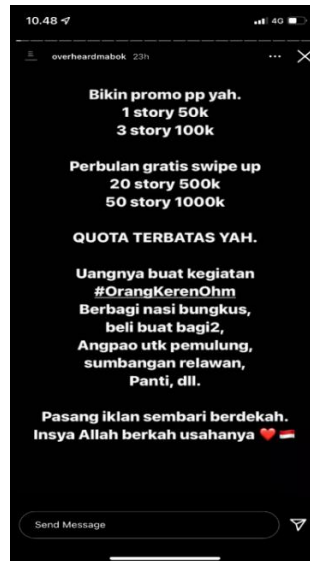 10.48
4G
overheardmabok 23h
Bikin promo pp yah.
1 story 50k
3 story 100k
Perbulan gratis swipe up
20 story 500k
50 story 1000k
QUOTA TERBATAS YAH.
Uangnya buat kegiatan
#OrangKerenOhm
Berbagi nasi bungkus,
beli buat bagi2,
Angpao utk pemulung,
sumbangan relawan,
Panti, dll.
Pasang iklan sembari berdekah.
Insya Allah berkah usahanya ❤️🇮🇩
Send Message